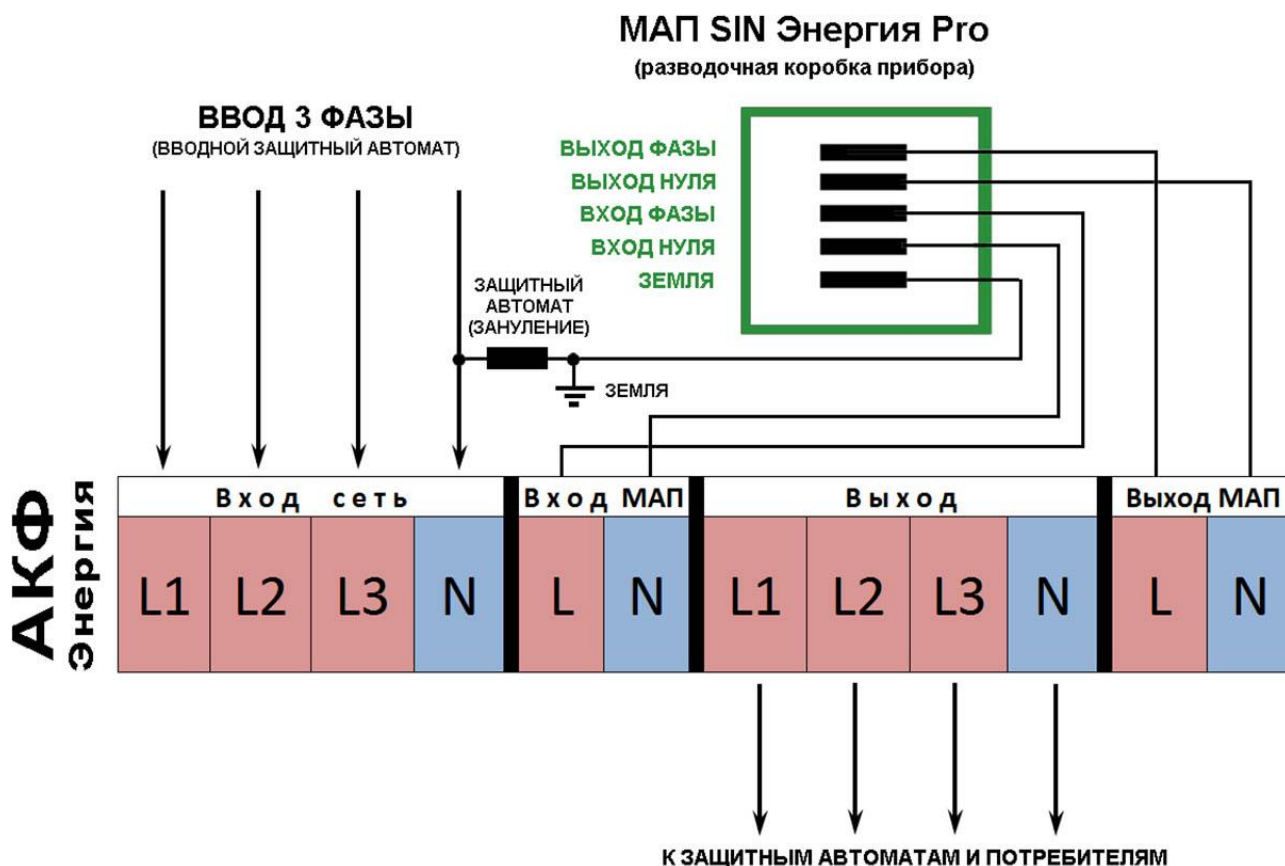 МАП SIN Энергия Pro
(разводочная коробка прибора)
ВВОД 3 ФАЗЫ
(ВВОДНОЙ ЗАЩИТНЫЙ АВТОМАТ)
ВЫХОД ФАЗЫ
ВЫХОД НУЛЯ
ВХОД ФАЗЫ
ВХОД НУЛЯ
ЗЕМЛЯ
ЗАЩИТНЫЙ
АВТОМАТ
(ЗАНУЛЕНИЕ)
ЗЕМЛЯ
АКФ
Энергия
Вход сеть
Вход МАП
Выход
Выход МАП
L1 L2 L3 N L N L1 L2 L3 N L N
К ЗАЩИТНЫМ АВТОМАТАМ И ПОТРЕБИТЕЛЯМ